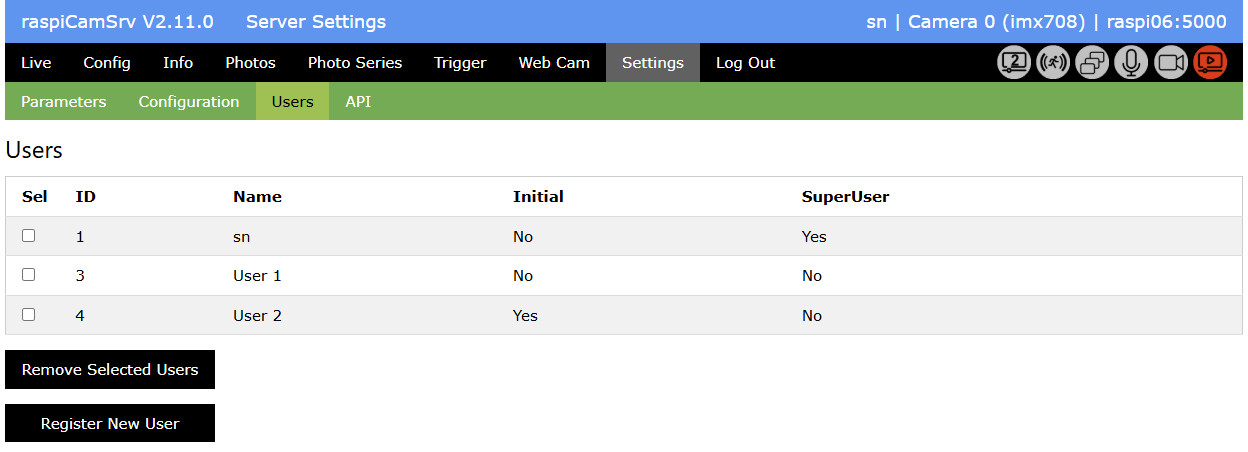 raspiCamSrv V2.11.0 Server Settings sn | Camera 0 (imx708) | raspi06:5000
Live Config Info Photos Photo Series Trigger Web Cam Settings Log Out 2
Parameters Configuration Users API
Users
Sel ID Name Initial SuperUser
1 sn No Yes
3 User 1 No No
4 User 2 Yes No
Remove Selected Users
Register New User